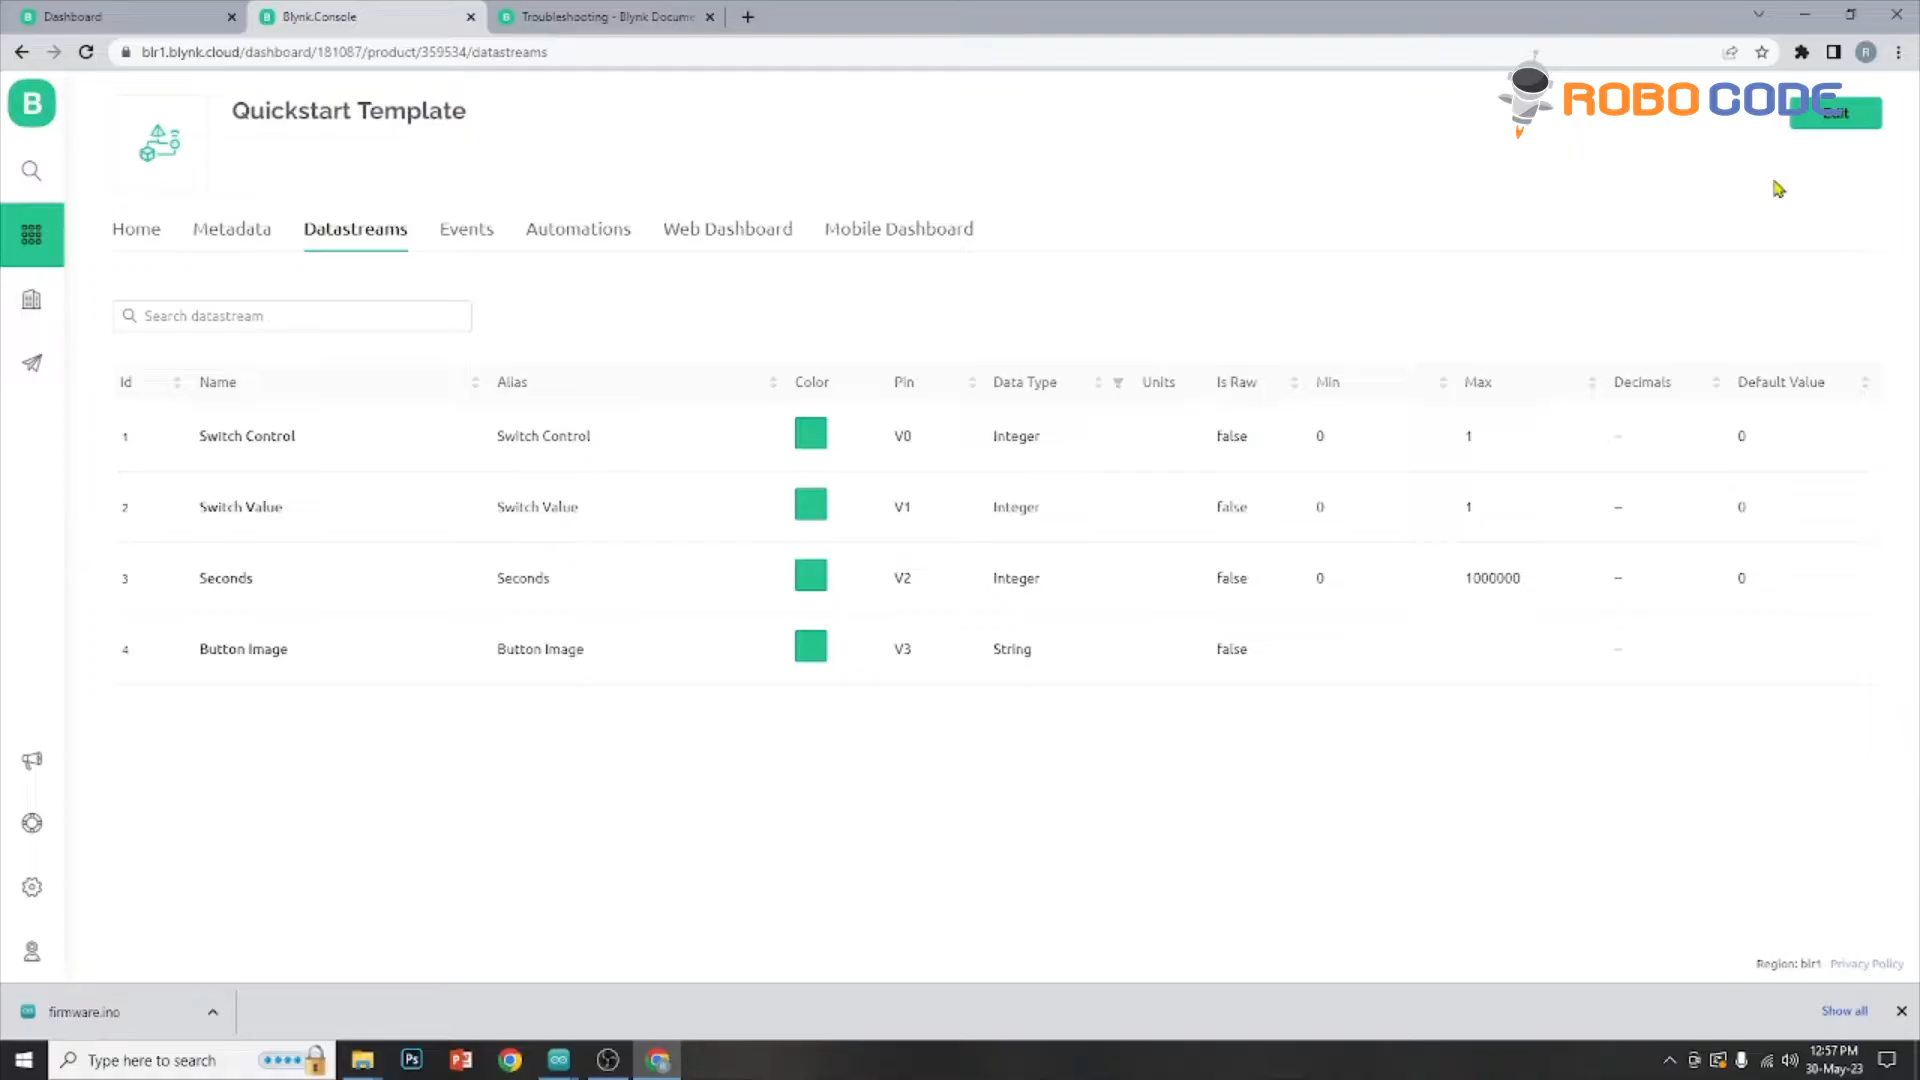 Dashboard
Blynk.Console
Troubleshooting - Blynk Docume
blr1.blynk.cloud/dashboard/181087/product/359534/datastreams
B
Quickstart Template
ROBO CODE
Edit
Home Metadata Datastreams Events Automations Web Dashboard Mobile Dashboard
Search datastream
Id Name Alias Color Pin Data Type Units Is Raw Min Max Decimals Default Value
1 Switch Control Switch Control V0 Integer false 0 1 – 0
2 Switch Value Switch Value V1 Integer false 0 1 – 0
3 Seconds Seconds V2 Integer false 0 1000000 – 0
4 Button Image Button Image V3 String false –
Region: blr1 Privacy Policy
firmware.ino
Show all
Type here to search
Ps
12:57 PM
30-May-23